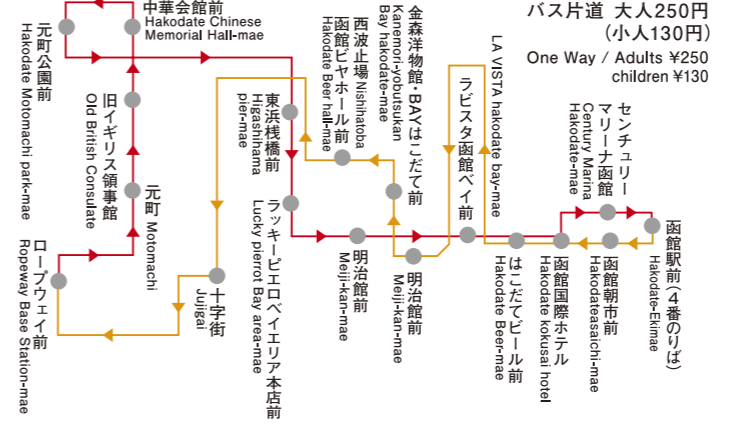 バス片道 大人250円
(小人130円)
One Way / Adults ¥250
children ¥130
中華会館前
Hakodate Chinese
Memorial Hall-mae
元町公園前
Hakodate Motomachi park-mae
旧イギリス領事館
Old British Consulate
元町 Motomachi
ロープウェイ前
Ropeway Base Station-mae
十字街
Jujigai
東浜桟橋前
Higashihama
pier-mae
ラッキーピエロベイエリア本店前
Lucky pierrot Bay area-mae
西波止場 Nishihatoba
函館ビヤホール前
Hakodate Beer hall-mae
金森洋物館・BAYはこだて前
Kanemori-yobutsukan
Bay hakodate-mae
明治館前
Meiji-kan-mae
明治館前
Meiji-kan-mae
ラビスタ函館ベイ前
LA VISTA hakodate bay-mae
はこだてビール前
Hakodate Beer-mae
函館国際ホテル
Hakodate kokusai hotel
センチュリー
マリーナ函館
Century Marina
Hakodate-mae
函館朝市前
Hakodateasaichi-mae
函館駅前(4番のりば)
Hakodate-Ekimae